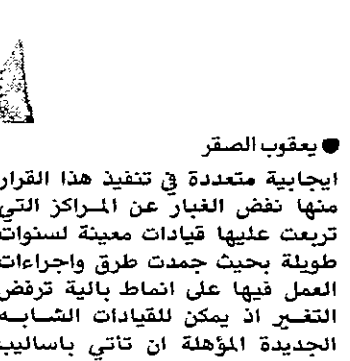 ● يعقوب الصقر
ايجابية متعددة في تنفيذ هذا القرار
منها نفض الغبار عن المراكز التي
تربعت عليها قيادات معينة لسنوات
طويلة بحيث جمدت طرق واجراءات
العمل فيها على انماط بالية ترفض
التغير اذ يمكن للقيادات الشابه
الجديدة المؤهلة ان تأتي باساليب